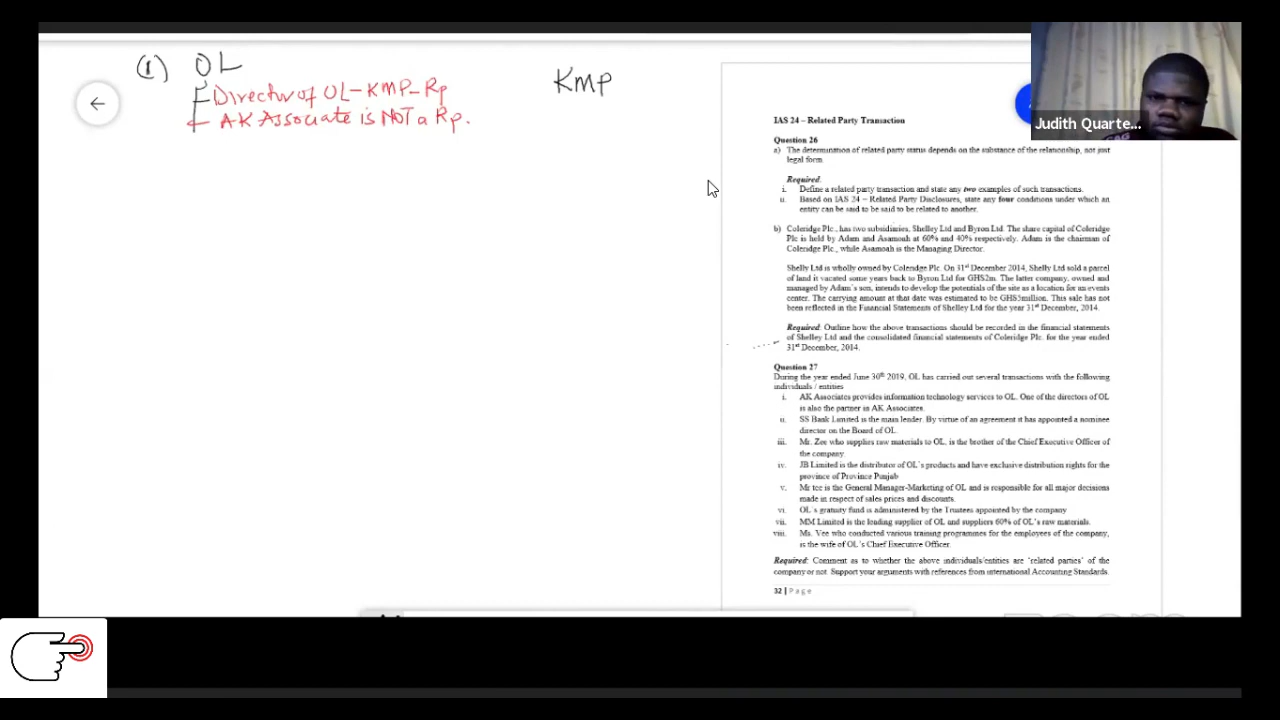 (1) OL
Director of OL-KMP-Rp
AK Associate is NOT a Rp.
KMP
Judith Quarte...
IAS 24 – Related Party Transaction
Question 26
a) The determination of related party status depends on the substance of the relationship, not just
legal form.
Required:
i. Define a related party transaction and state any two examples of such transactions.
ii. Based on IAS 24 – Related Party Disclosures, state any four conditions under which an
entity can be said to be said to be related to another.
b) Coleridge Plc., has two subsidiaries, Shelley Ltd and Byron Ltd. The share capital of Coleridge
Plc is held by Adam and Asamoah at 60% and 40% respectively. Adam is the chairman of
Coleridge Plc., while Asamoah is the Managing Director.
Shelly Ltd is wholly owned by Coleridge Plc. On 31st December 2014, Shelly Ltd sold a parcel
of land it vacated some years back to Byron Ltd for GHS2m. The latter company, owned and
managed by Adam's son, intends to develop the potentials of the site as a location for an events
center. The carrying amount at that date was estimated to be GHS5million. This sale has not
been reflected in the Financial Statements of Shelley Ltd for the year 31st December, 2014.
Required: Outline how the above transactions should be recorded in the financial statements
of Shelley Ltd and the consolidated financial statements of Coleridge Plc. for the year ended
31st December, 2014.
Question 27
During the year ended June 30th 2019, OL has carried out several transactions with the following
individuals / entities
i. AK Associates provides information technology services to OL. One of the directors of OL
is also the partner in AK Associates.
ii. SS Bank Limited is the main lender. By virtue of an agreement it has appointed a nominee
director on the Board of OL.
iii. Mr. Zee who supplies raw materials to OL, is the brother of the Chief Executive Officer of
the company.
iv. JB Limited is the distributor of OL's products and have exclusive distribution rights for the
province of Province Punjab
v. Mr tee is the General Manager-Marketing of OL and is responsible for all major decisions
made in respect of sales prices and discounts.
vi. OL's gratuity fund is administered by the Trustees appointed by the company
vii. MM Limited is the leading supplier of OL and suppliers 60% of OL's raw materials.
viii. Ms. Vee who conducted various training programmes for the employees of the company,
is the wife of OL's Chief Executive Officer.
Required: Comment as to whether the above individuals/entities are 'related parties' of the
company or not. Support your arguments with references from international Accounting Standards.
32 | Page